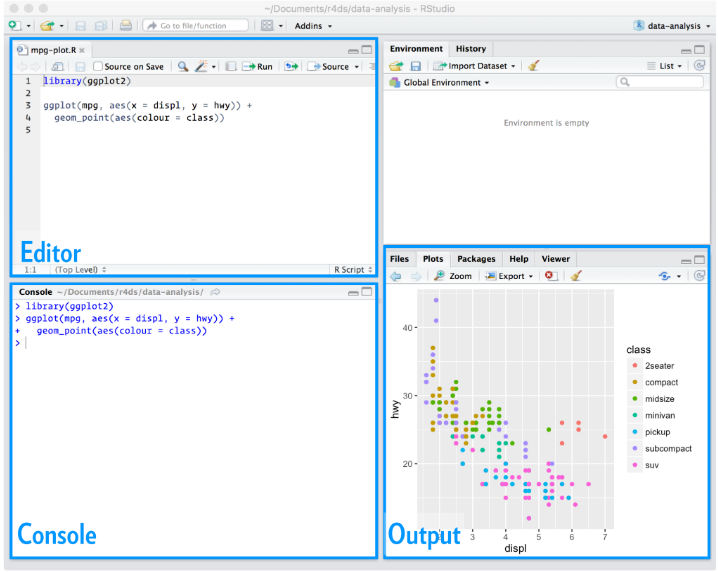 ~/Documents/r4ds/data-analysis - RStudio
Go to file/function
Addins
data-analysis
mpg-plot.R
Source on Save
Run
Source
1 library(ggplot2)
2
3 ggplot(mpg, aes(x = displ, y = hwy)) +
4 geom_point(aes(colour = class))
5
Editor
1:1 (Top Level) R Script
Console ~/Documents/r4ds/data-analysis/
> library(ggplot2)
> ggplot(mpg, aes(x = displ, y = hwy)) +
+ geom_point(aes(colour = class))
>
Console
Environment History
Import Dataset List
Global Environment
Environment is empty
Files Plots Packages Help Viewer
Zoom Export
40
30
20
hwy
3 4 5 6 7
displ
class
2seater
compact
midsize
minivan
pickup
subcompact
suv
Output